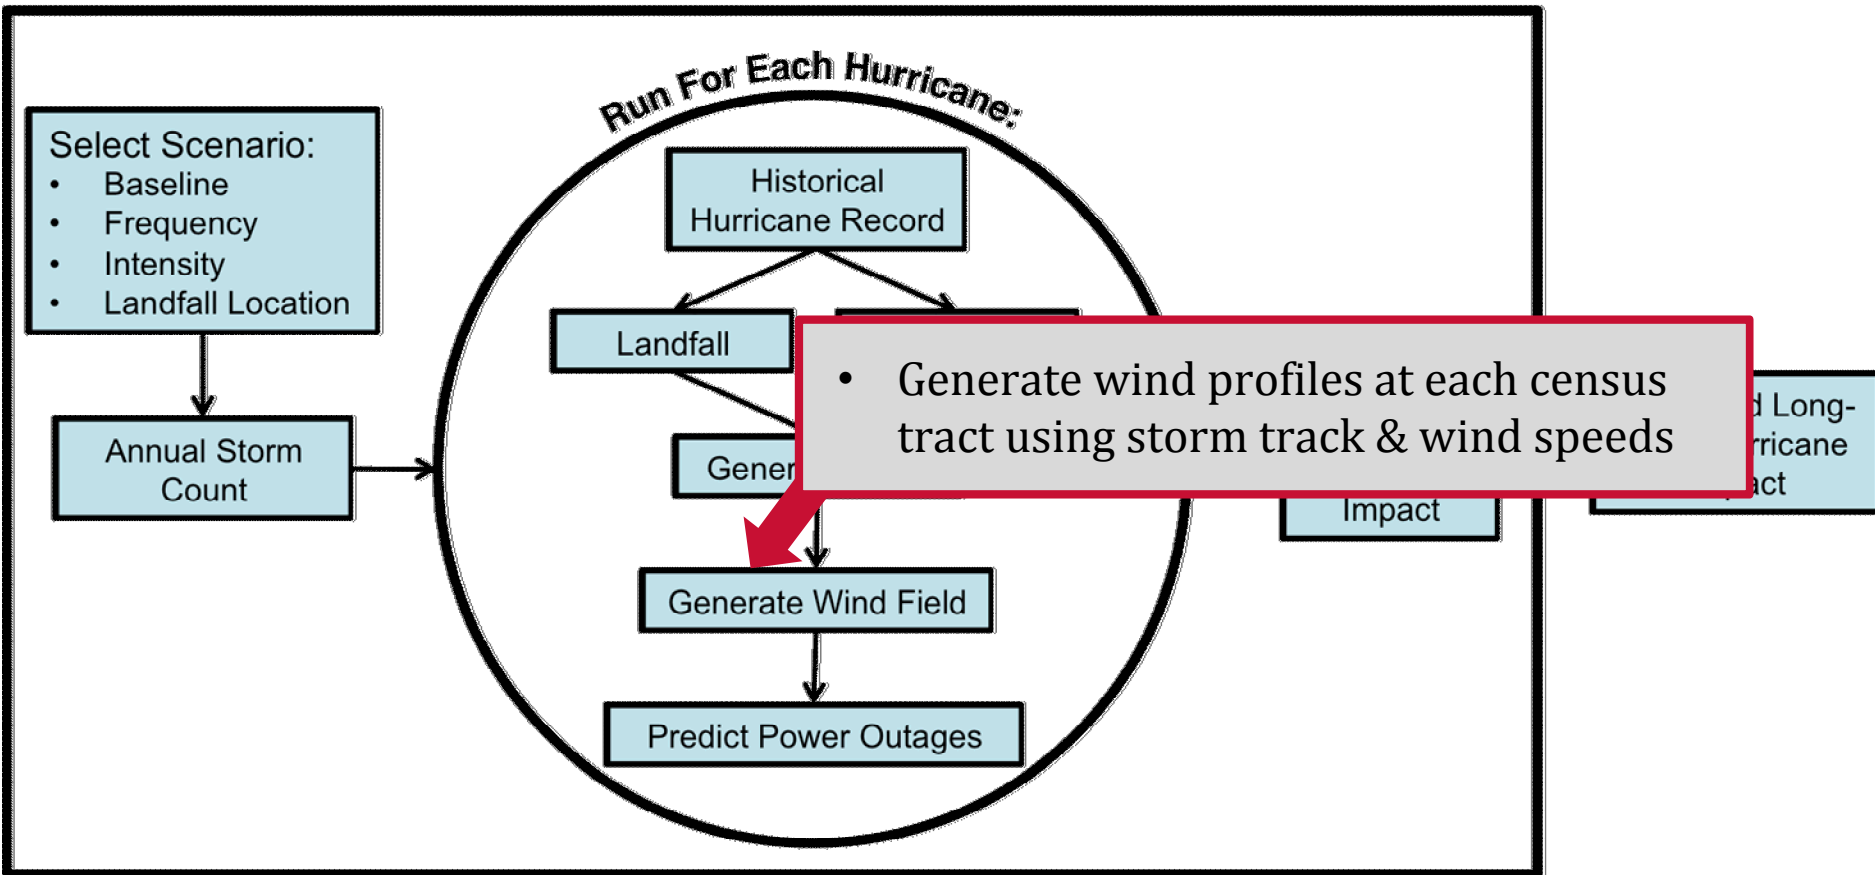 Run For Each Hurricane:
Select Scenario:
• Baseline
• Frequency
• Intensity
• Landfall Location
Annual Storm
Count
Historical
Hurricane Record
Landfall
• Generate wind profiles at each census
tract using storm track & wind speeds
Generate Wind Field
Predict Power Outages
Impact
Long-